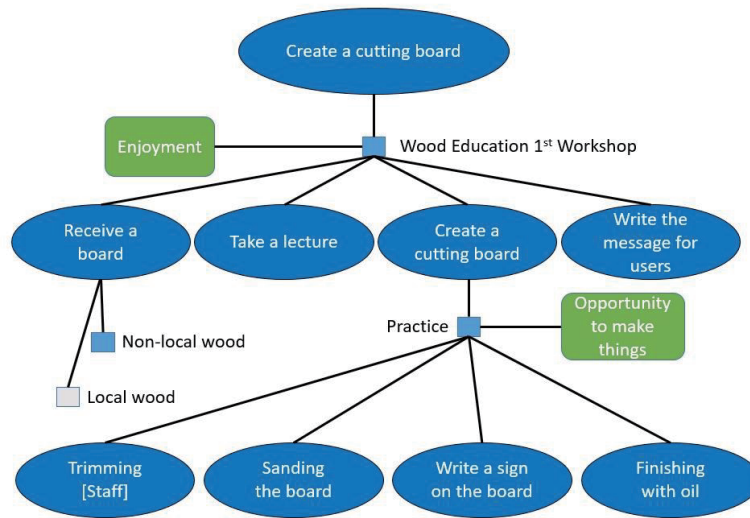 Create a cutting board
Enjoyment
Wood Education 1st Workshop
Receive a
board
Take a lecture
Create a
cutting board
Write the
message for
users
Practice
Opportunity
to make
things
Non-local wood
Local wood
Trimming
[Staff]
Sanding
the board
Write a sign
on the board
Finishing
with oil